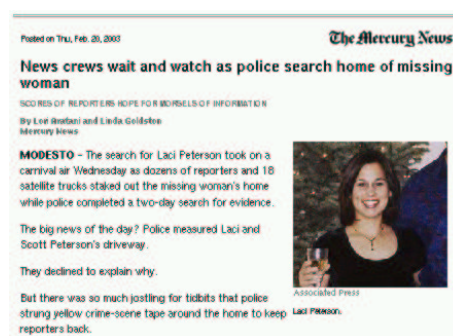 Posted on Thu, Feb. 20, 2003
The Mercury News
News crews wait and watch as police search home of missing
woman
SCORES OF REPORTERS HOPE FOR MORSELS OF INFORMATION
By Lori Aratani and Linda Goldston
Mercury News
MODESTO - The search for Laci Peterson took on a
carnival air Wednesday as dozens of reporters and 18
satellite trucks staked out the missing woman's home
while police completed a two-day search for evidence.
The big news of the day? Police measured Laci and
Scott Peterson's driveway.
They declined to explain why.
But there was so much jostling for tidbits that police
strung yellow crime-scene tape around the home to keep
reporters back.
Associated Press
Laci Peterson.